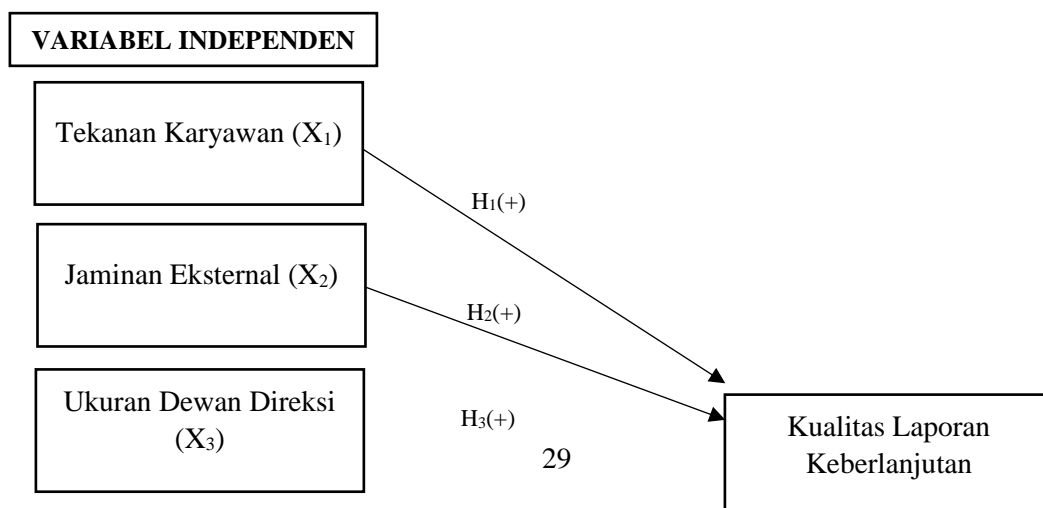 VARIABEL INDEPENDEN
Tekanan Karyawan (X₁)
H₁(+)
Jaminan Eksternal (X₂)
H₂(+)
Ukuran Dewan Direksi
(X₃)
H₃(+)
29
Kualitas Laporan
Keberlanjutan